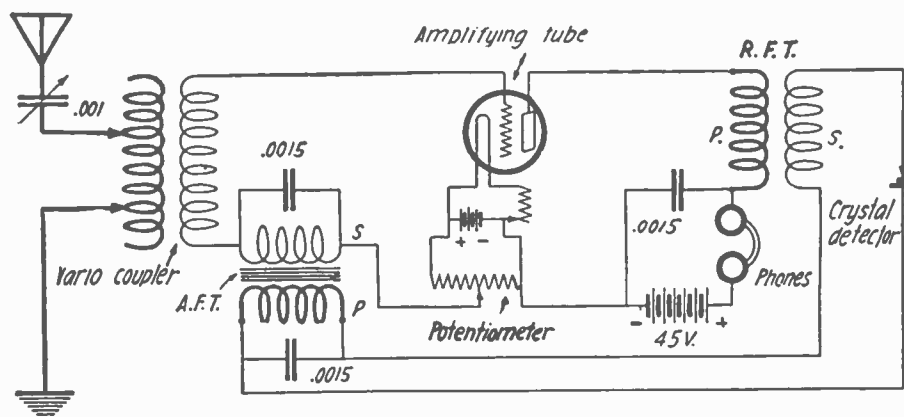 Amplifying tube
R.F.T.
.001
.0015
P.
S.
S
.0015
Crystal
detector
Vario coupler
A.F.T.
P
+ -
Phones
Potentiometer
- +
45V.
.0015